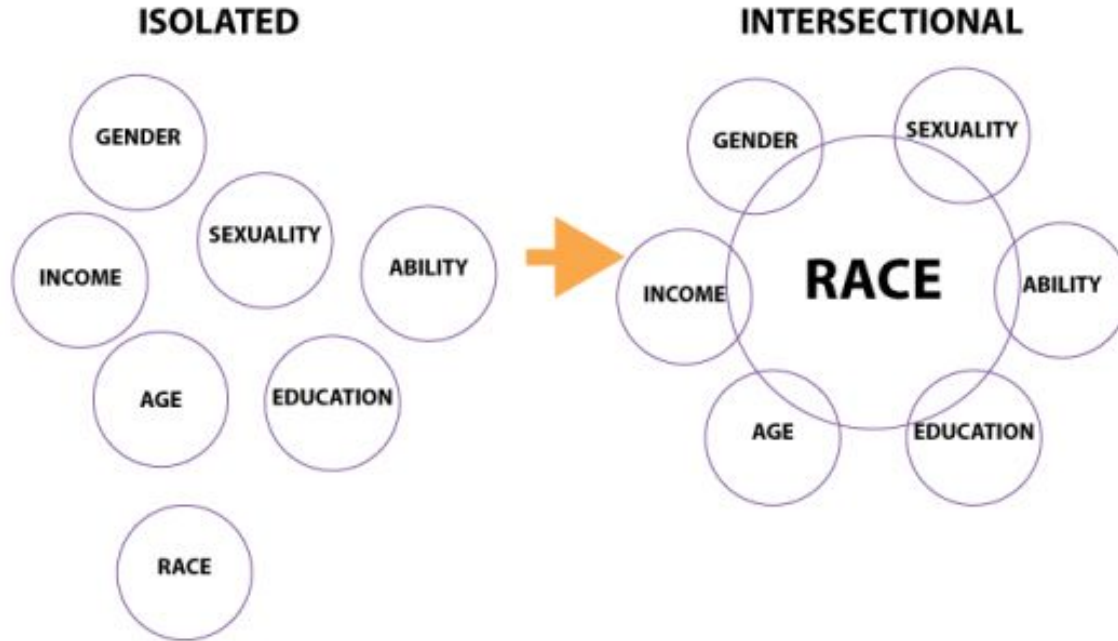 ISOLATED
GENDER
SEXUALITY
ABILITY
INCOME
AGE
EDUCATION
RACE
INTERSECTIONAL
GENDER
SEXUALITY
INCOME
RACE
ABILITY
AGE
EDUCATION